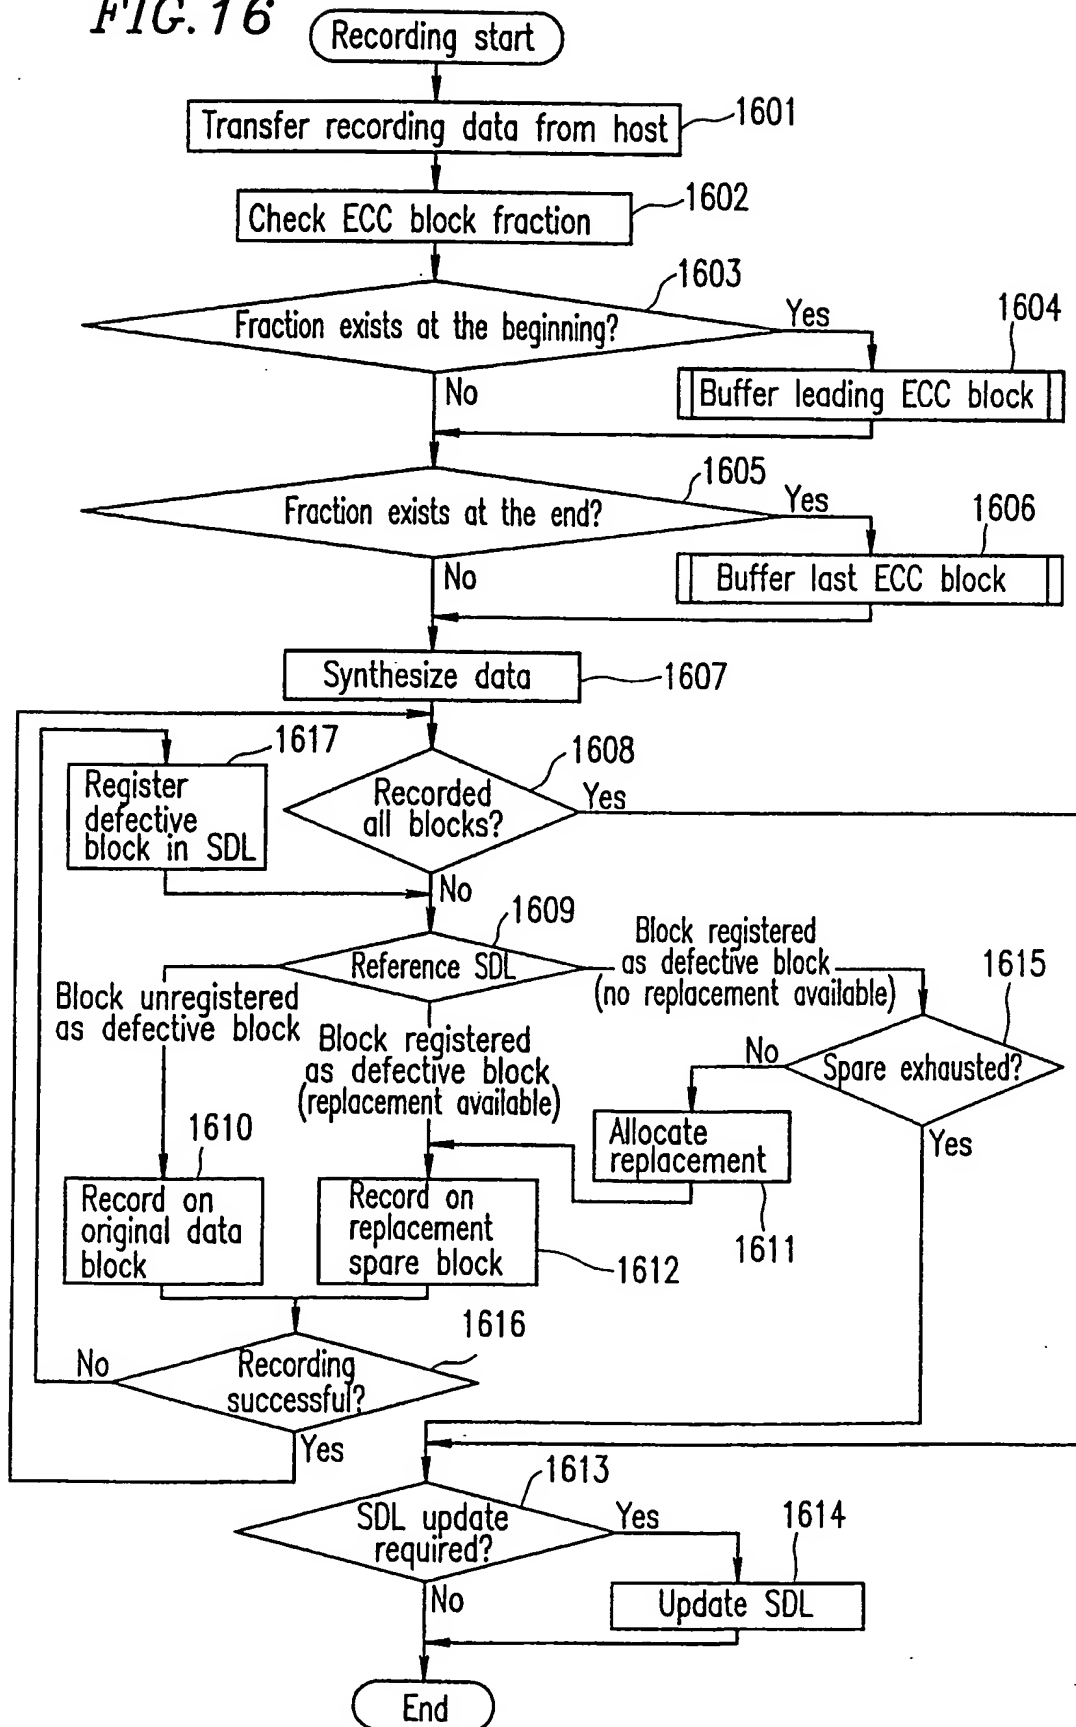 FIG. 16
Recording start
Transfer recording data from host
1601
Check ECC block fraction
1602
Fraction exists at the beginning?
1603
Yes
No
Buffer leading ECC block
1604
Fraction exists at the end?
1605
Yes
No
Buffer last ECC block
1606
Synthesize data
1607
Register
defective
block in SDL
1617
Recorded
all blocks?
1608
Yes
No
Reference SDL
1609
Block unregistered
as defective block
Block registered
as defective block
(replacement available)
Block registered
as defective block
(no replacement available)
Spare exhausted?
1615
No
Yes
Allocate
replacement
1611
Record on
original data
block
1610
Record on
replacement
spare block
1612
Recording
successful?
1616
No
Yes
SDL update
required?
1613
Yes
No
Update SDL
1614
End